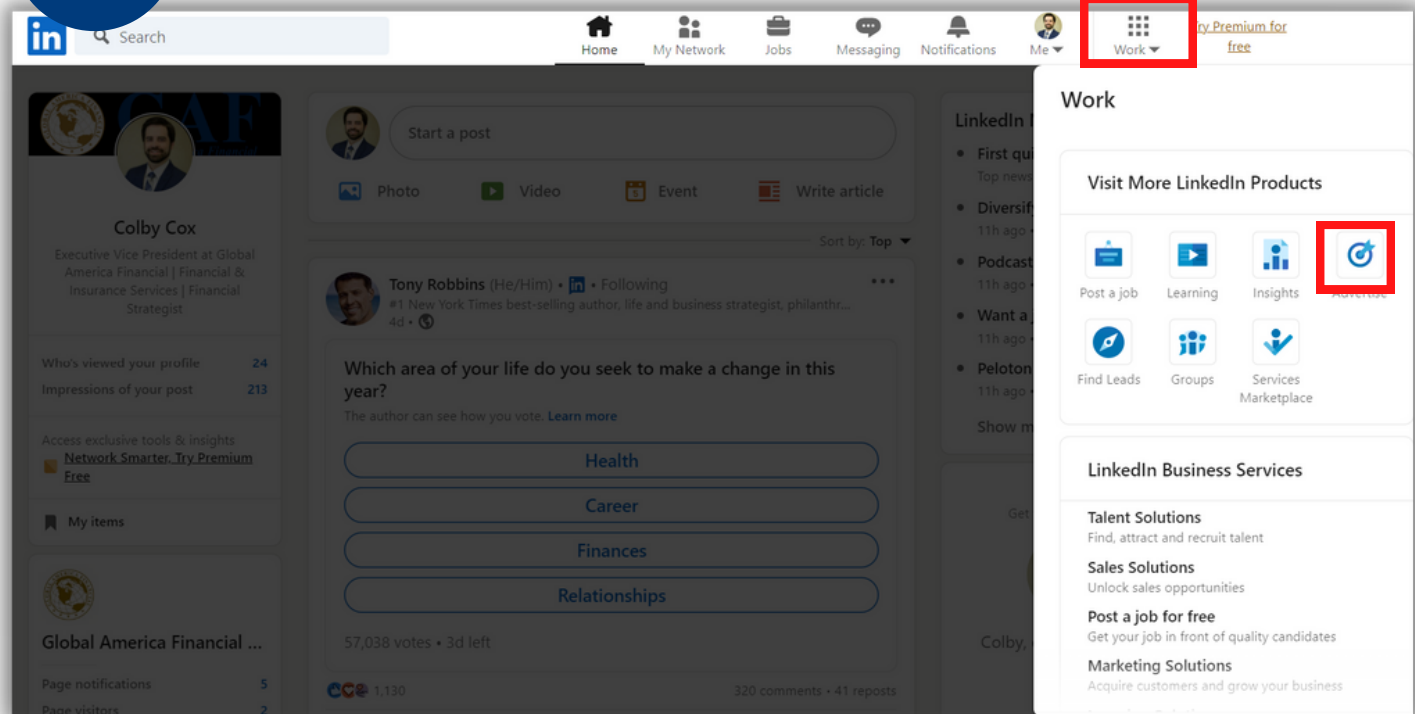 in
Search
Home
My Network
Jobs
Messaging
Notifications
Me
Work
Try Premium for
free
GAF
Colby Cox
Executive Vice President at Global
America Financial | Financial &
Insurance Services | Financial
Strategist
Who's viewed your profile 24
Impressions of your post 213
Access exclusive tools & insights
Network Smarter, Try Premium
Free
My items
Global America Financial ...
Page notifications 5
Page visitors 2
Start a post
Photo
Video
Event
Write article
Sort by: Top
Tony Robbins (He/Him) • in • Following
#1 New York Times best-selling author, life and business strategist, philanthr...
4d •
Which area of your life do you seek to make a change in this
year?
The author can see how you vote. Learn more
Health
Career
Finances
Relationships
57,038 votes • 3d left
1,130
320 comments • 41 reposts
LinkedIn
• First qui
Top news
• Diversify
11h ago •
• Podcast
11h ago •
• Want a
11h ago •
• Peloton
11h ago •
Show m
Get
Colby,
Work
Visit More LinkedIn Products
Post a job
Learning
Insights
Advertise
Find Leads
Groups
Services
Marketplace
LinkedIn Business Services
Talent Solutions
Find, attract and recruit talent
Sales Solutions
Unlock sales opportunities
Post a job for free
Get your job in front of quality candidates
Marketing Solutions
Acquire customers and grow your business